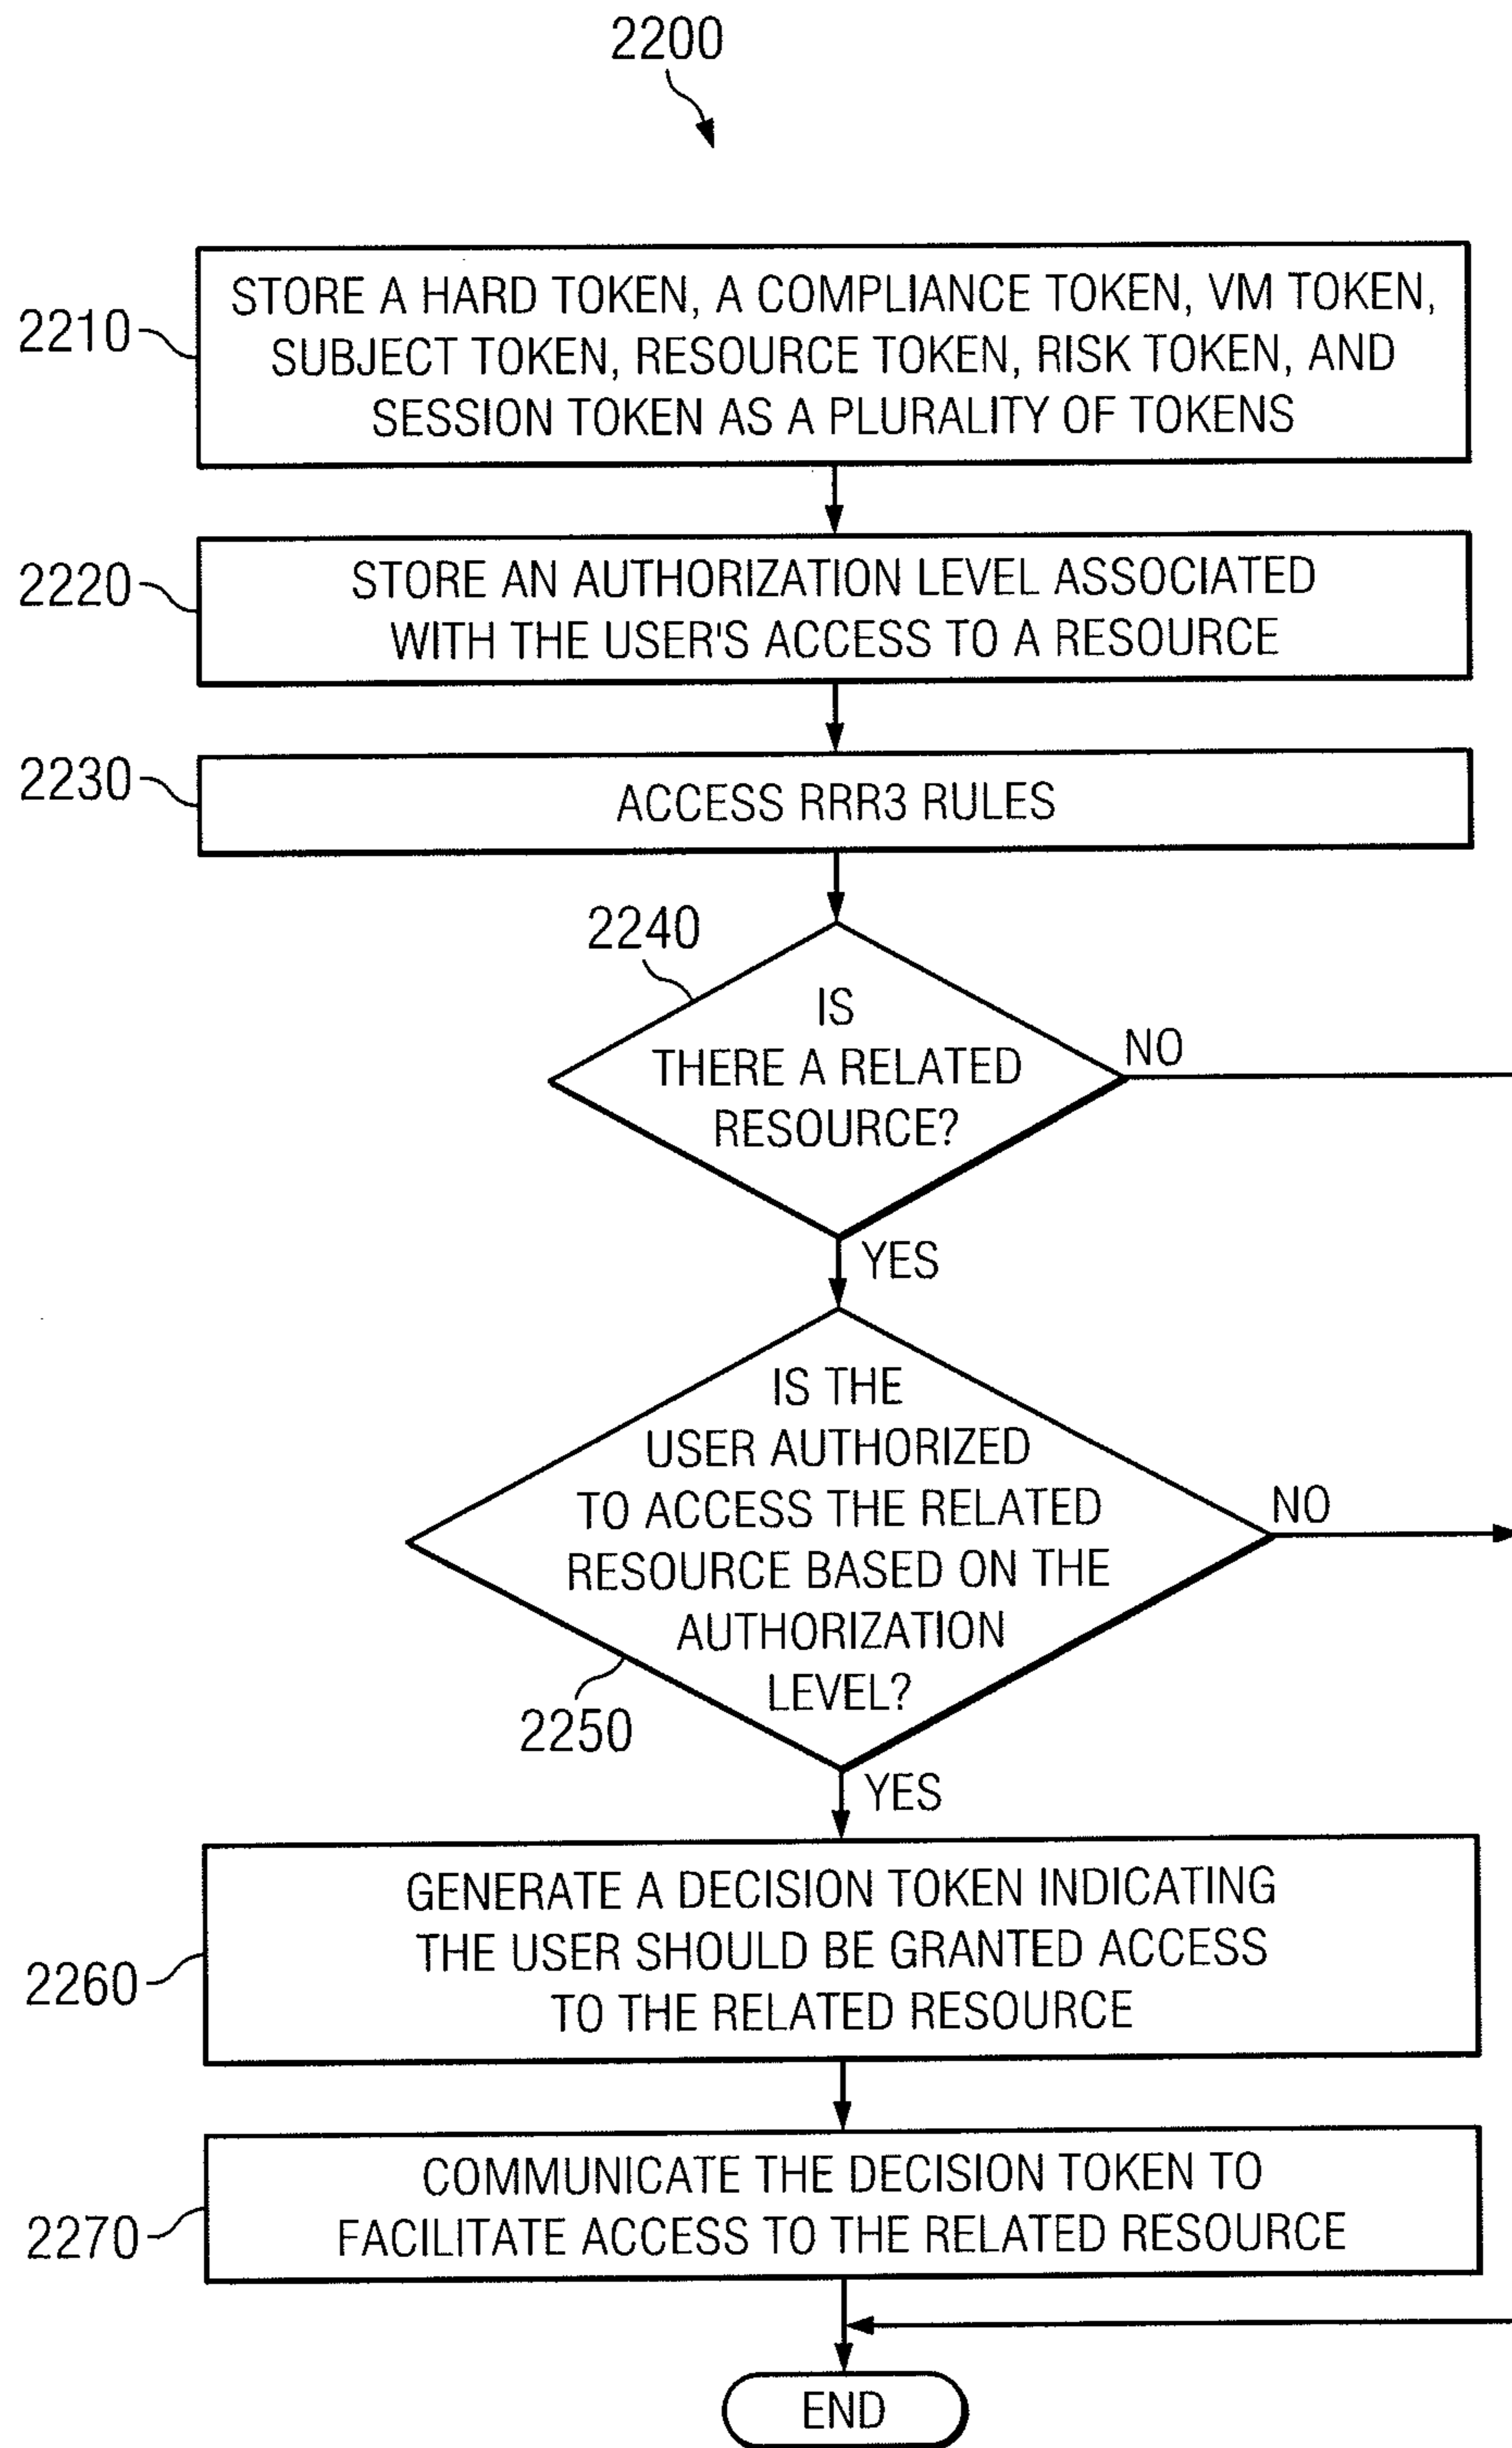 2200
2210
STORE A HARD TOKEN, A COMPLIANCE TOKEN, VM TOKEN,
SUBJECT TOKEN, RESOURCE TOKEN, RISK TOKEN, AND
SESSION TOKEN AS A PLURALITY OF TOKENS
2220
STORE AN AUTHORIZATION LEVEL ASSOCIATED
WITH THE USER'S ACCESS TO A RESOURCE
2230
ACCESS RRR3 RULES
2240
IS
THERE A RELATED
RESOURCE?
NO
YES
IS THE
USER AUTHORIZED
TO ACCESS THE RELATED
RESOURCE BASED ON THE
AUTHORIZATION
LEVEL?
NO
2250
YES
2260
GENERATE A DECISION TOKEN INDICATING
THE USER SHOULD BE GRANTED ACCESS
TO THE RELATED RESOURCE
2270
COMMUNICATE THE DECISION TOKEN TO
FACILITATE ACCESS TO THE RELATED RESOURCE
END